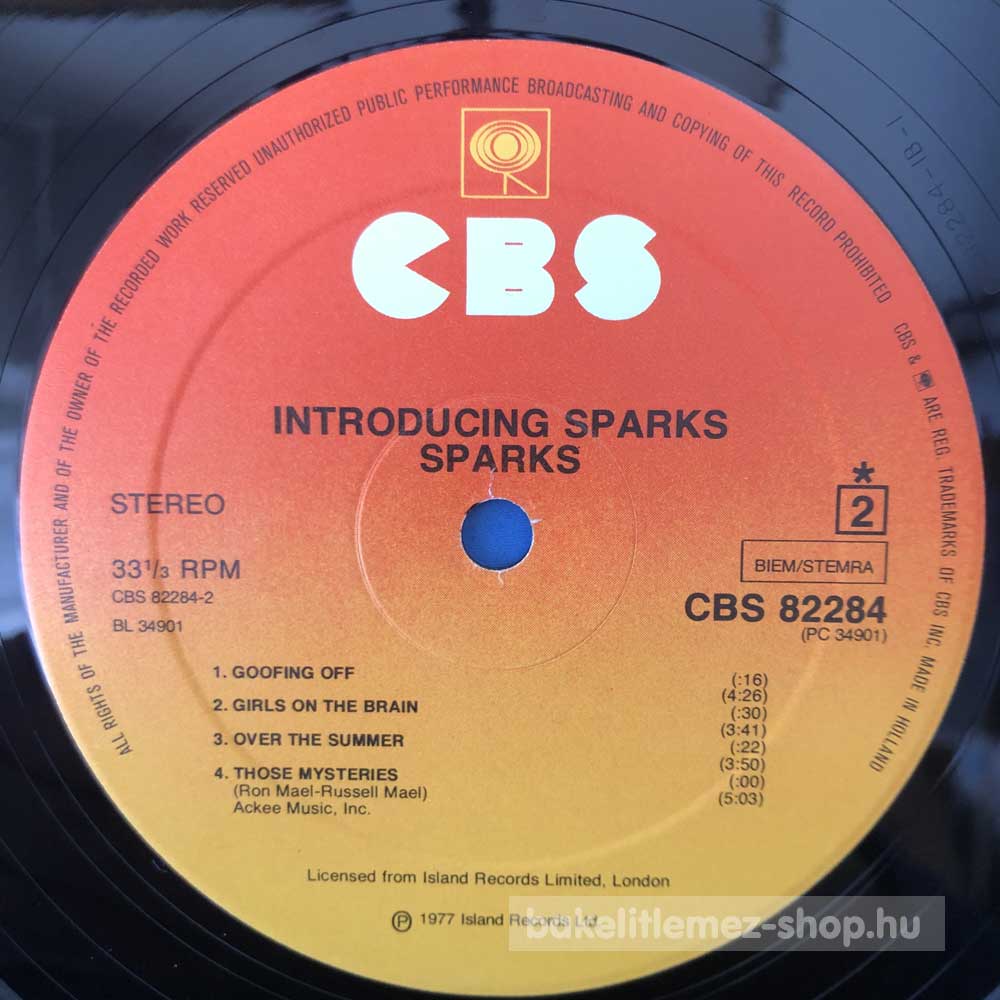 ALL RIGHTS OF THE MANUFACTURER AND OF THE OWNER OF THE RECORDED WORK RESERVED UNAUTHORIZED PUBLIC PERFORMANCE BROADCASTING AND COPYING OF THIS RECORD PROHIBITED
CBS & ARE REG. TRADEMARKS OF CBS INC. MADE IN HOLLAND
CBS
INTRODUCING SPARKS
SPARKS
STEREO
33 1/3 RPM
CBS 82284-2
BL 34901
* 2
BIEM/STEMRA
CBS 82284
(PC 34901)
1. GOOFING OFF (:16)
(4:26)
2. GIRLS ON THE BRAIN (:30)
(3:41)
3. OVER THE SUMMER (:22)
(3:50)
4. THOSE MYSTERIES (:00)
(Ron Mael-Russell Mael) (5:03)
Ackee Music, Inc.
Licensed from Island Records Limited, London
℗ 1977 Island Records Ltd.
bakelitlemez-shop.hu